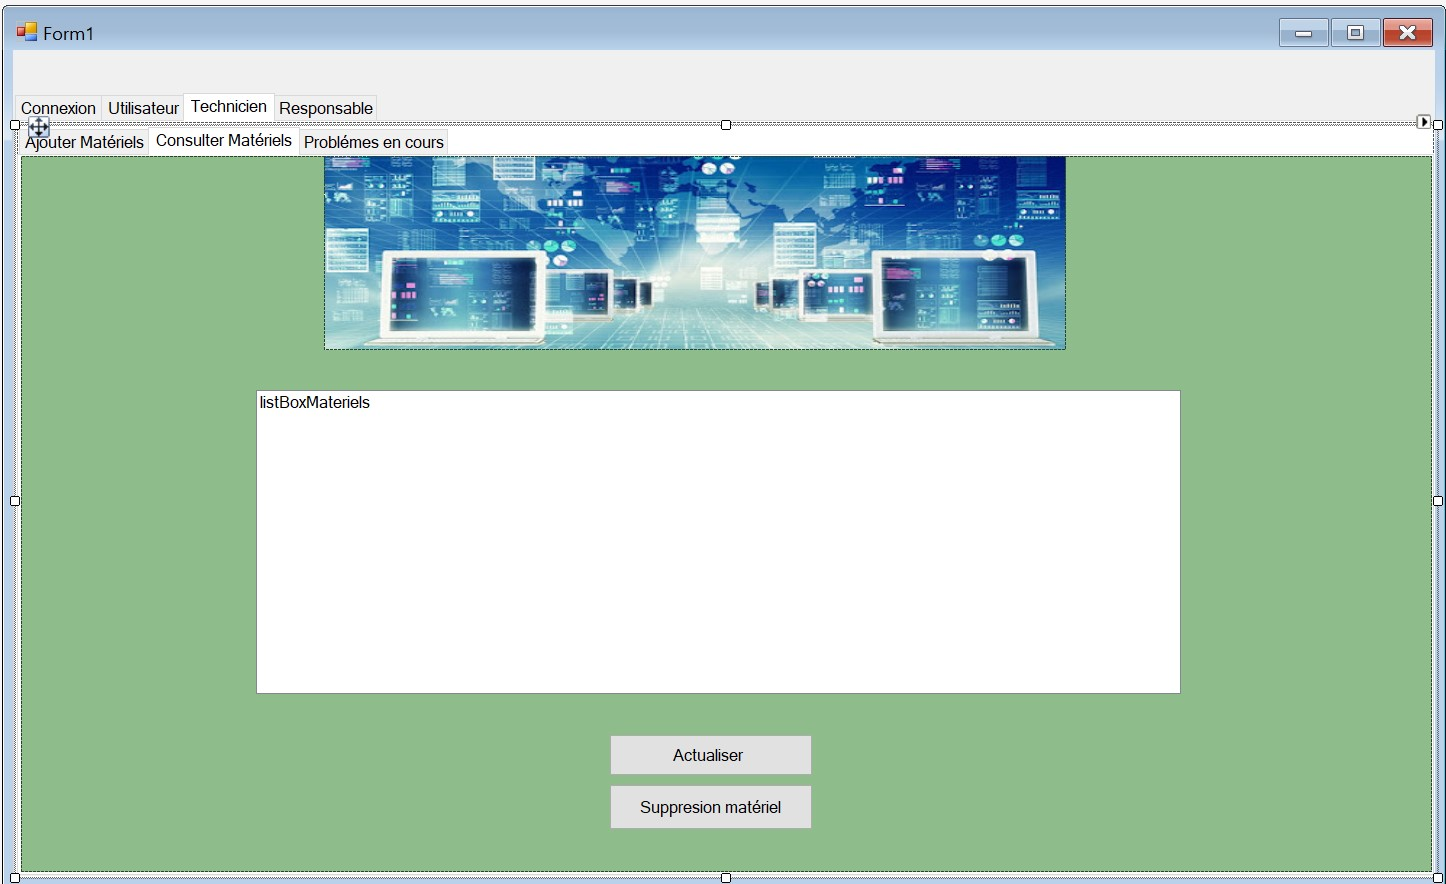 Form1
Connexion Utilisateur Technicien Responsable
Ajouter Matériels Consulter Matériels Problémes en cours
listBoxMateriels
Actualiser
Suppresion matériel